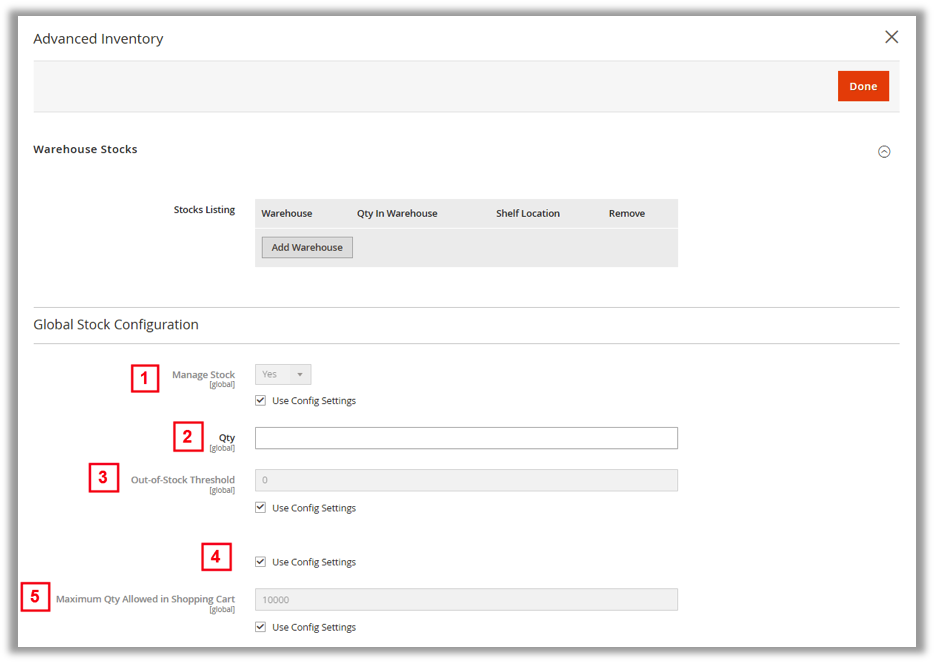 Advanced Inventory
Done
Warehouse Stocks
Stocks Listing
Warehouse Qty In Warehouse Shelf Location Remove
Add Warehouse
Global Stock Configuration
1 Manage Stock Yes
[global]
Use Config Settings
2 Qty
[global]
3 Out-of-Stock Threshold 0
[global]
Use Config Settings
4 Use Config Settings
5 Maximum Qty Allowed in Shopping Cart 10000
[global]
Use Config Settings